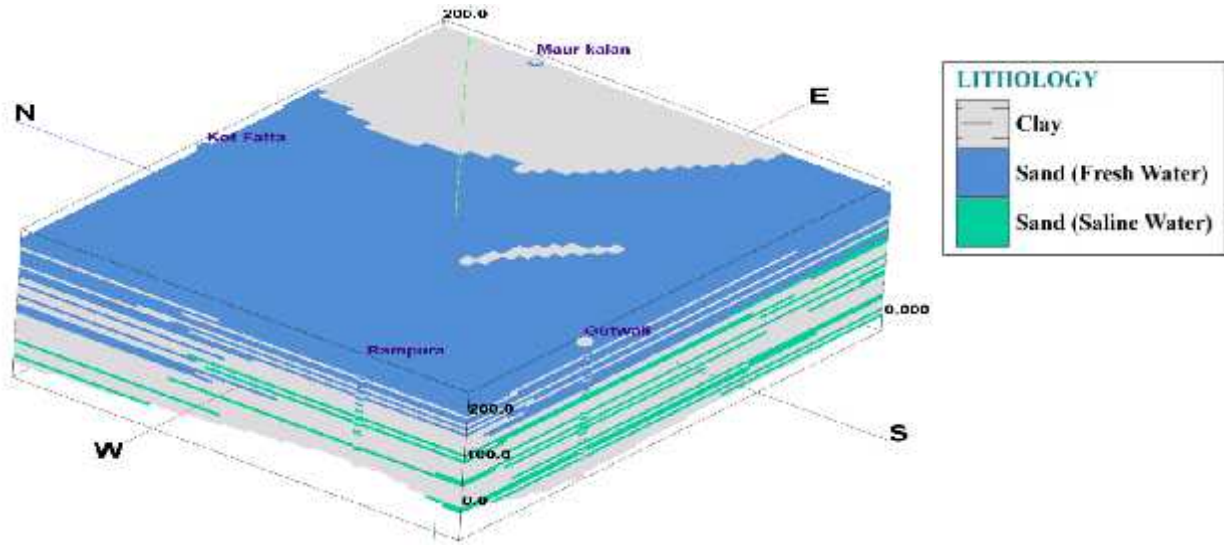 200.0
Maur kalan
N
E
Kot Fatta
LITHOLOGY
Clay
Sand (Fresh Water)
Sand (Saline Water)
0.000
Rampura
200.0
100.0
0.0
W
S